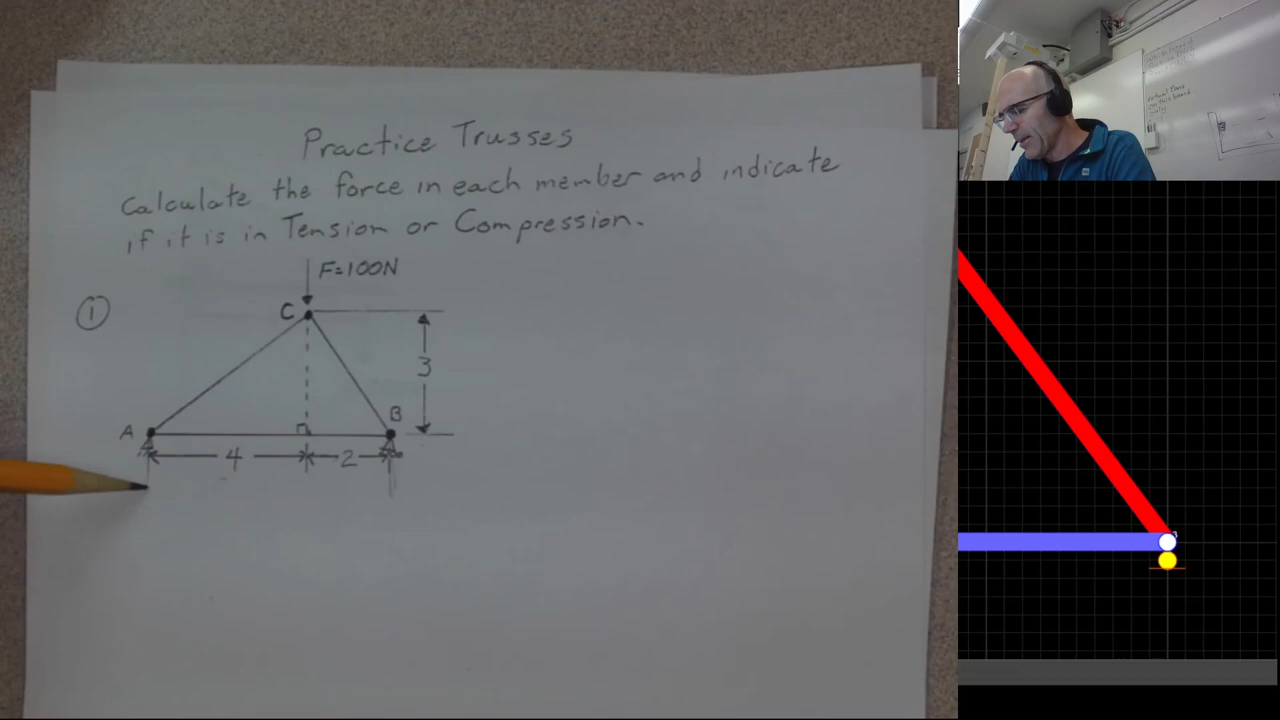 Practice Trusses
Calculate the force in each member and indicate
if it is in Tension or Compression.
F=100N
1
C
3
B
A
4
2